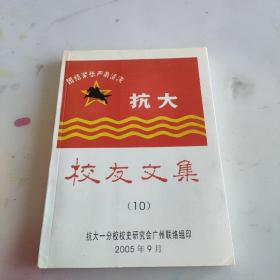 团结紧张严肃活泼
抗大
校友文集
（10）
抗大一分校校史研究会广州联络组印
2005年9月